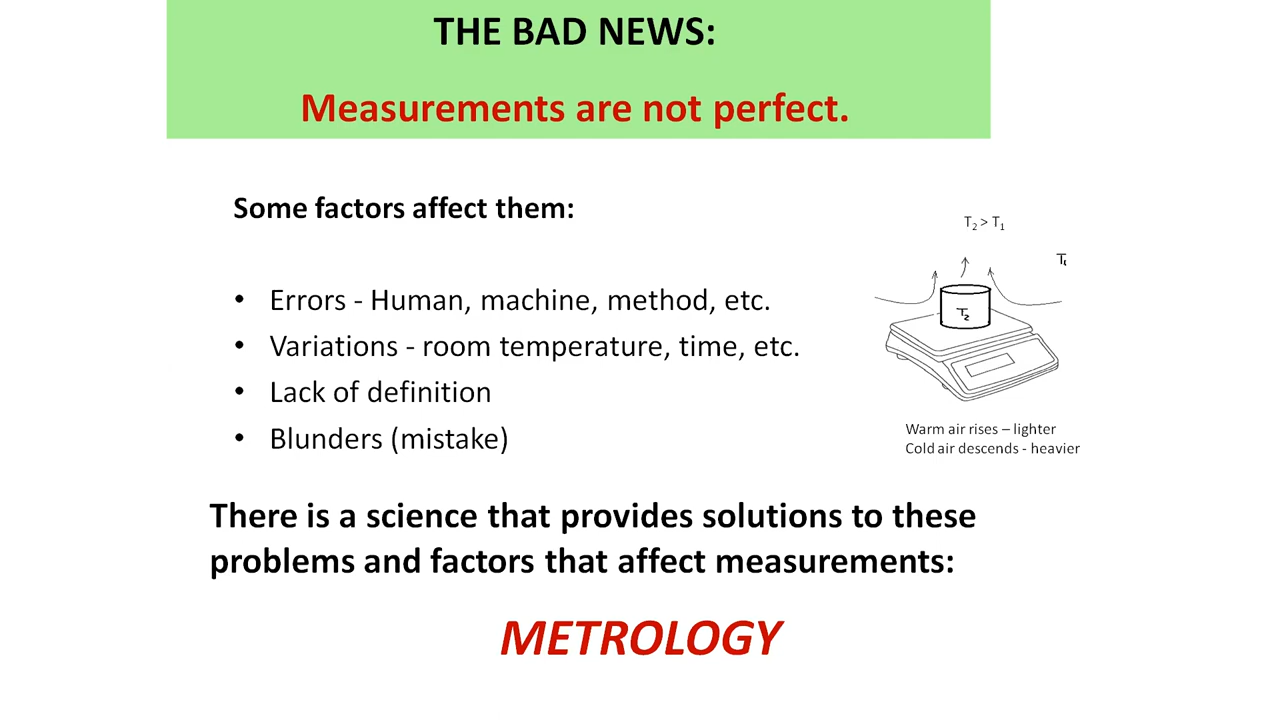 THE BAD NEWS:
Measurements are not perfect.
Some factors affect them:
• Errors - Human, machine, method, etc.
• Variations - room temperature, time, etc.
• Lack of definition
• Blunders (mistake)
T₂ > T₁
T₁
T₂
Warm air rises – lighter
Cold air descends - heavier
There is a science that provides solutions to these
problems and factors that affect measurements:
METROLOGY